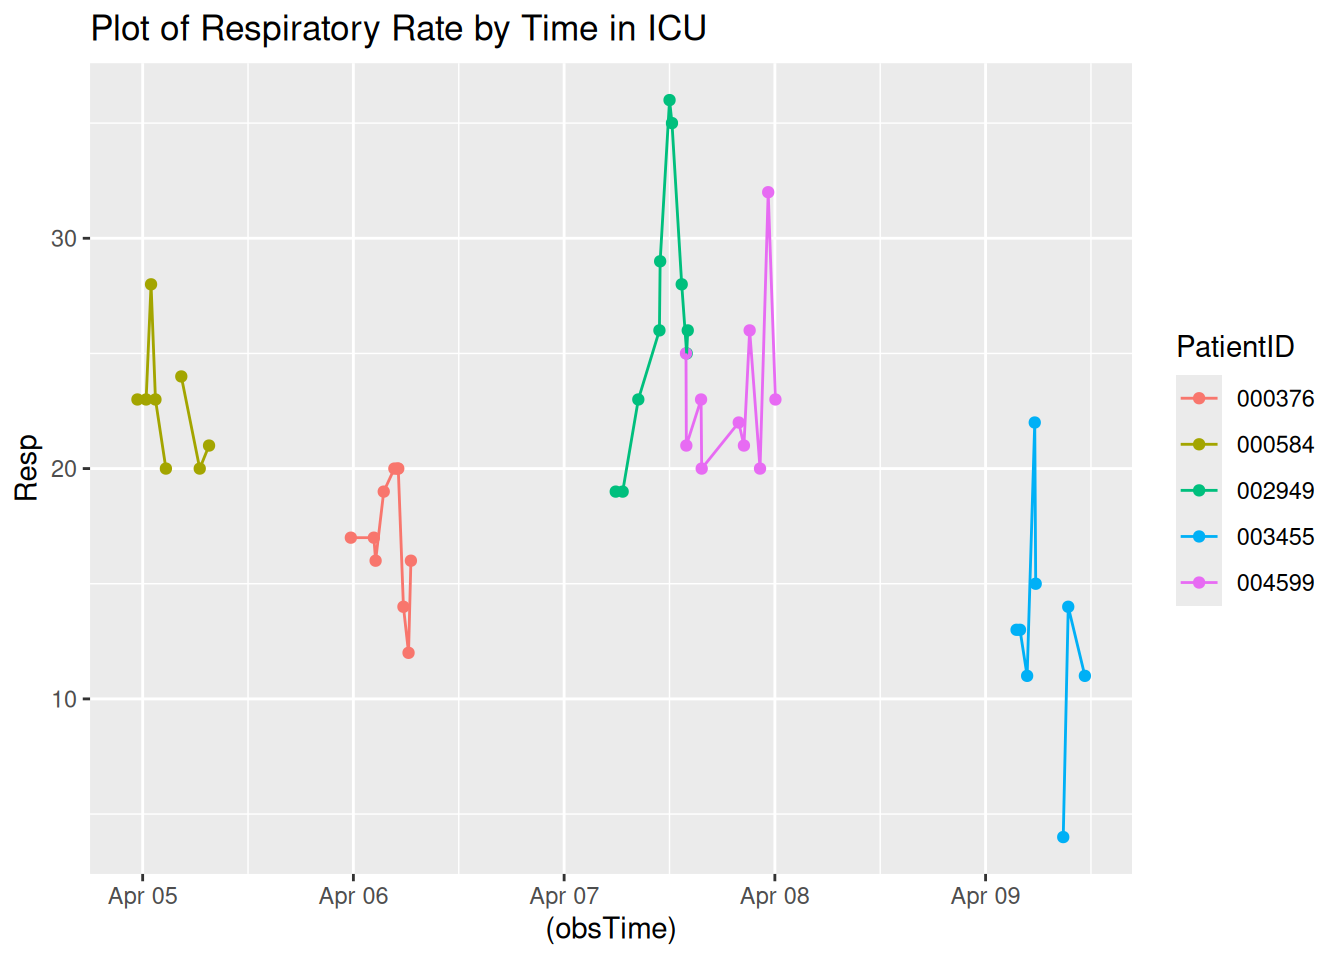 Plot of Respiratory Rate by Time in ICU
Resp
30
20
10
Apr 05 Apr 06 Apr 07 Apr 08 Apr 09
(obsTime)
PatientID
000376
000584
002949
003455
004599